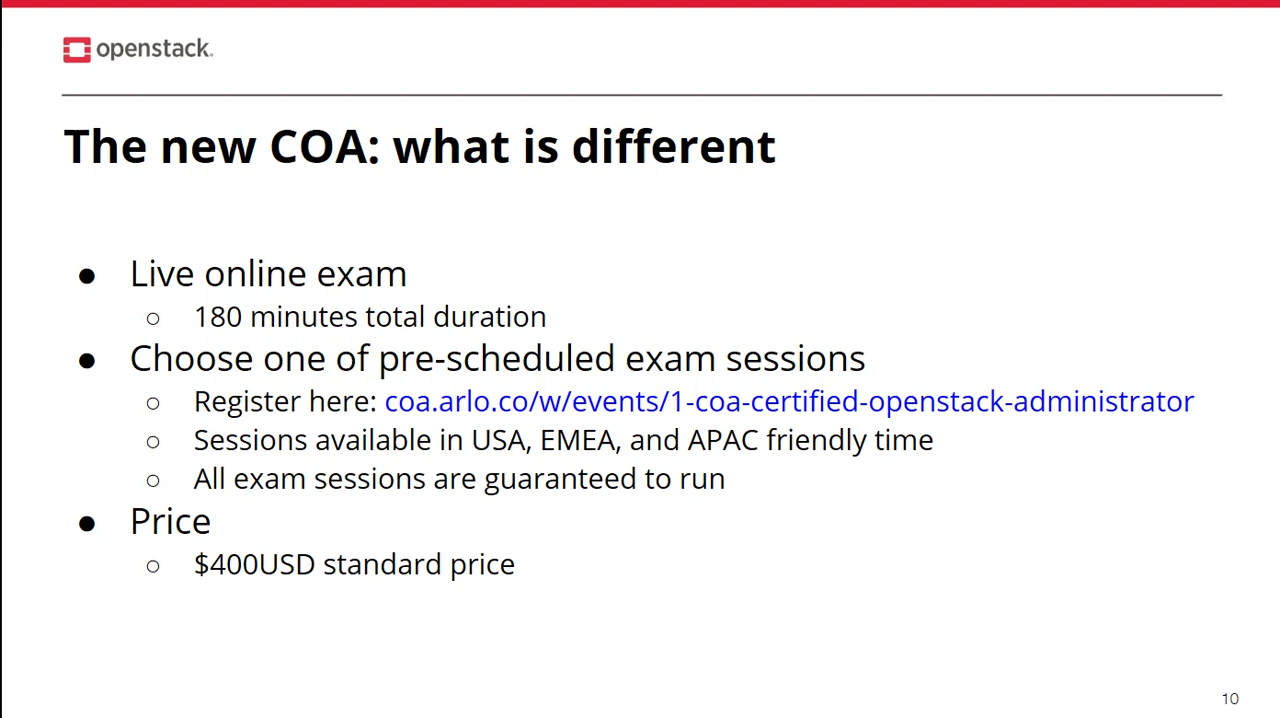 openstack.
The new COA: what is different
● Live online exam
○ 180 minutes total duration
● Choose one of pre-scheduled exam sessions
○ Register here: coa.arlo.co/w/events/1-coa-certified-openstack-administrator
○ Sessions available in USA, EMEA, and APAC friendly time
○ All exam sessions are guaranteed to run
● Price
○ $400USD standard price
10